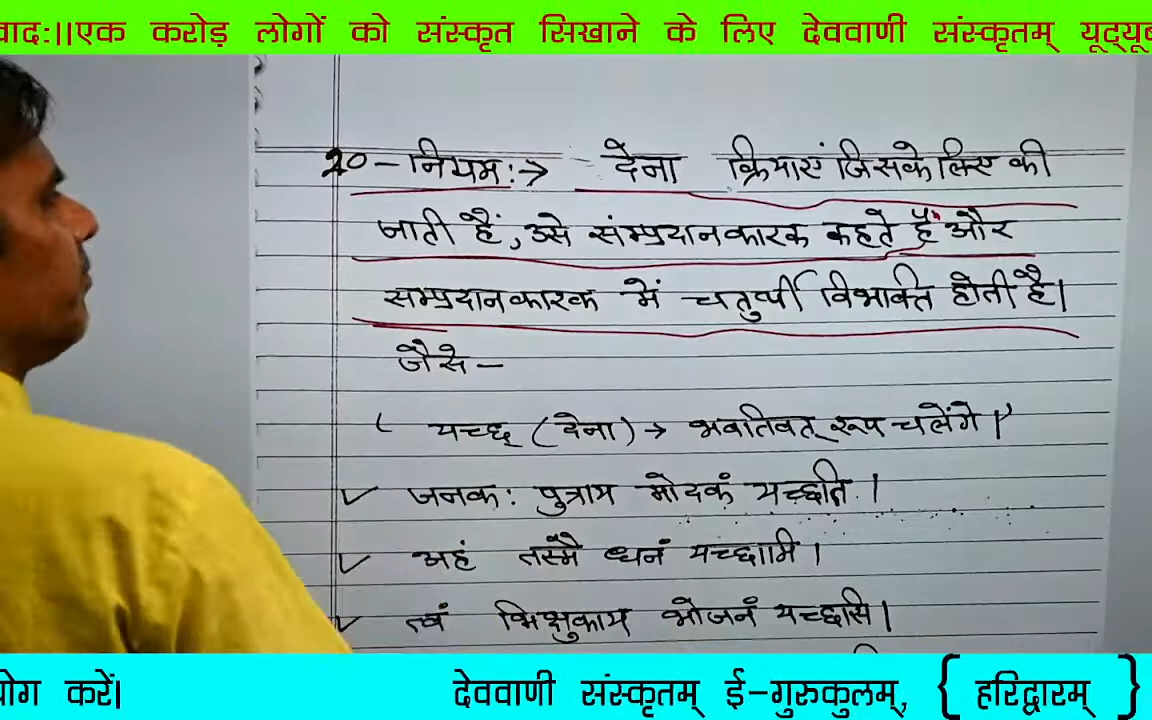 वादः॥एक करोड़ लोगों को संस्कृत सिखाने के लिए देववाणी संस्कृतम् यूट्यूब
20 – नियम :→ देना क्रियाएं जिसके लिए की
जाती हैं, उसे संम्प्रदानकारक कहते हैं और
सम्प्रदानकारक में चतुर्थी विभक्ति होती है।
जैसे –
' यच्छ् (देना) → भवतिवत् रूप चलेंगे।'
✓ जनक: पुत्राय मोदकं यच्छति।
✓ अहं तस्मै धनं यच्छामि।
✓ त्वं भिक्षुकाय भोजनं यच्छसि।
योग करें। देववाणी संस्कृतम् ई-गुरुकुलम्, { हरिद्वारम् }